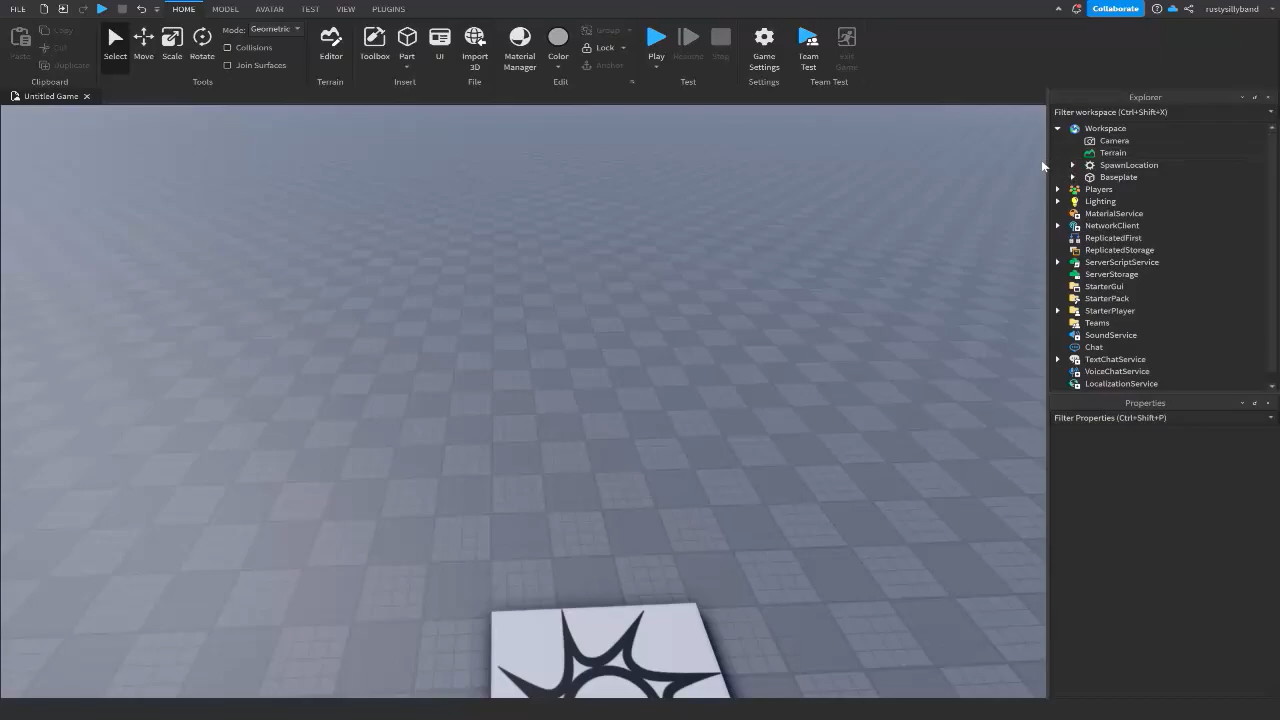 FILE HOME MODEL AVATAR TEST VIEW PLUGINS Collaborate rustysillyband
Paste Copy Cut Duplicate Clipboard
Select Move Scale Rotate Mode: Geometric Collisions Join Surfaces Tools
Editor Terrain
Toolbox Part UI Insert
Import 3D File
Material Manager Color Group Lock Anchor Edit
Play Resume Stop Test
Game Settings Settings
Team Test Exit Game Team Test
Untitled Game
Explorer
Filter workspace (Ctrl+Shift+X)
Workspace
Camera
Terrain
SpawnLocation
Baseplate
Players
Lighting
MaterialService
NetworkClient
ReplicatedFirst
ReplicatedStorage
ServerScriptService
ServerStorage
StarterGui
StarterPack
StarterPlayer
Teams
SoundService
Chat
TextChatService
VoiceChatService
LocalizationService
Properties
Filter Properties (Ctrl+Shift+P)